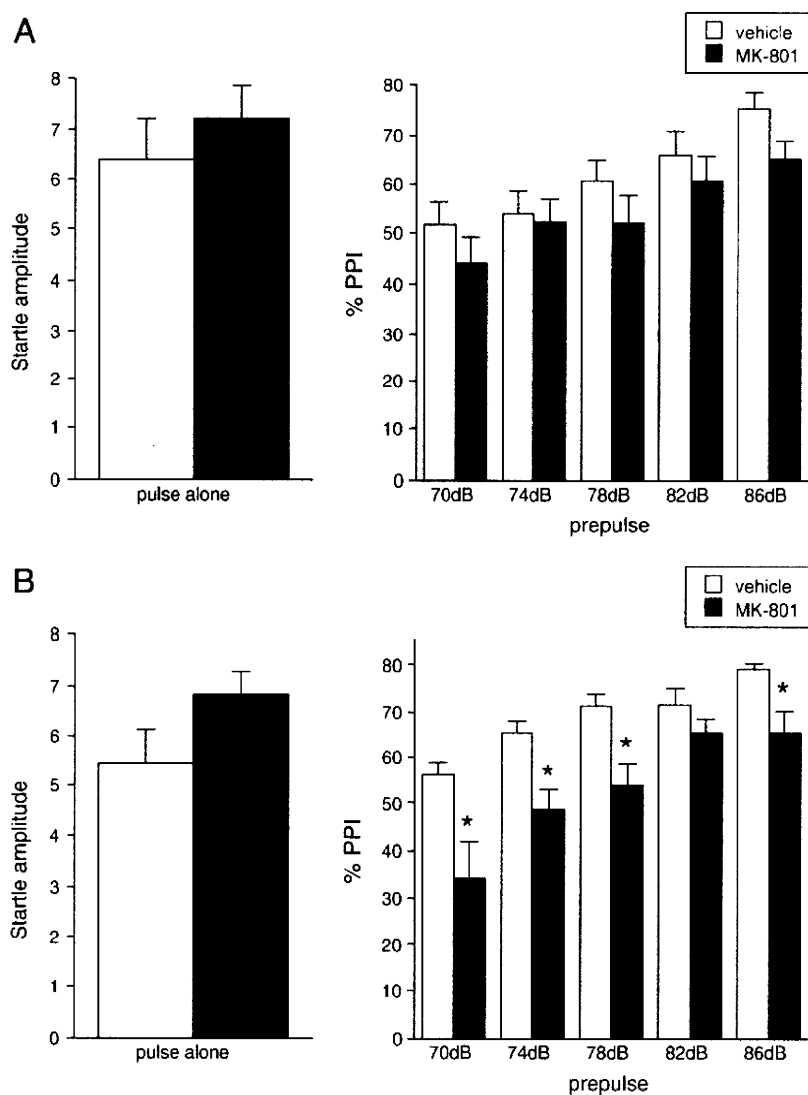 A
vehicle
MK-801
Startle amplitude
8
7
6
5
4
3
2
1
0
pulse alone
% PPI
80
70
60
50
40
30
20
10
0
70dB
74dB
78dB
82dB
86dB
prepulse
B
vehicle
MK-801
Startle amplitude
8
7
6
5
4
3
2
1
0
pulse alone
% PPI
80
70
60
50
40
30
20
10
0
*
*
*
*
70dB
74dB
78dB
82dB
86dB
prepulse